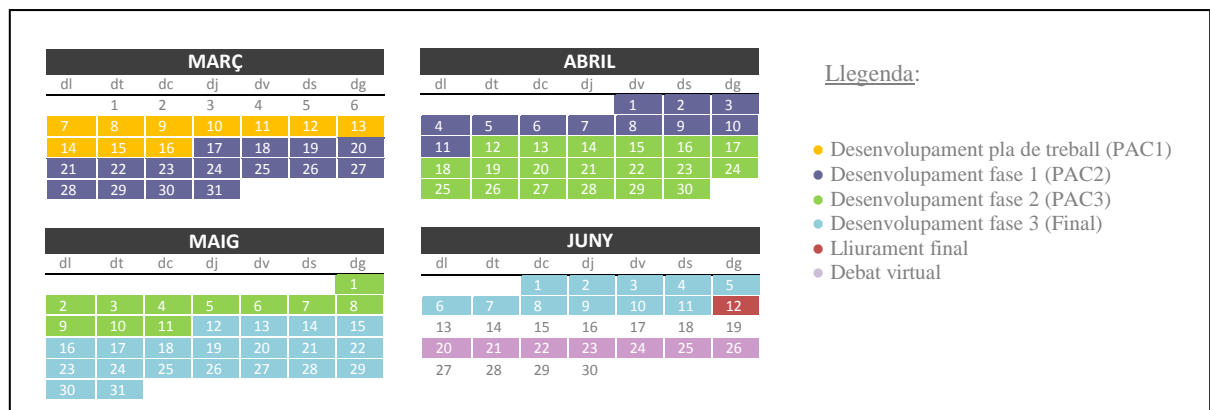 MARÇ
dl dt dc dj dv ds dg
1 2 3 4 5 6
7 8 9 10 11 12 13
14 15 16 17 18 19 20
21 22 23 24 25 26 27
28 29 30 31
ABRIL
dl dt dc dj dv ds dg
1 2 3
4 5 6 7 8 9 10
11 12 13 14 15 16 17
18 19 20 21 22 23 24
25 26 27 28 29 30
MAIG
dl dt dc dj dv ds dg
1
2 3 4 5 6 7 8
9 10 11 12 13 14 15
16 17 18 19 20 21 22
23 24 25 26 27 28 29
30 31
JUNY
dl dt dc dj dv ds dg
1 2 3 4 5
6 7 8 9 10 11 12
13 14 15 16 17 18 19
20 21 22 23 24 25 26
27 28 29 30
Llegenda:
Desenvolupament pla de treball (PAC1)
Desenvolupament fase 1 (PAC2)
Desenvolupament fase 2 (PAC3)
Desenvolupament fase 3 (Final)
Lliurament final
Debat virtual